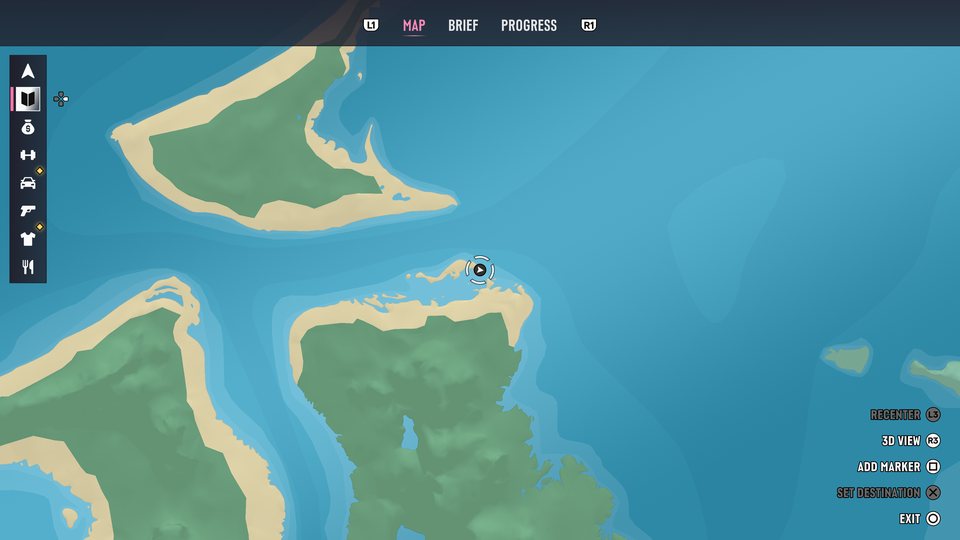 L1 MAP BRIEF PROGRESS R1
RECENTER L3
3D VIEW R3
ADD MARKER
SET DESTINATION
EXIT